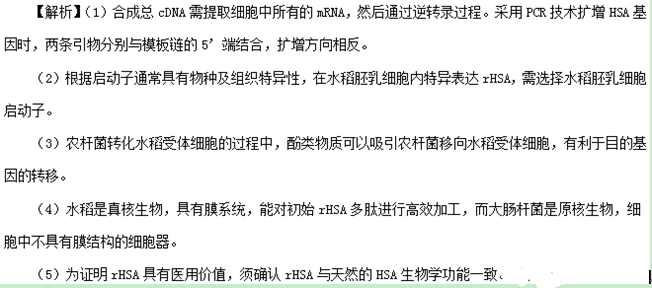 【解析】（1）合成总 cDNA 需提取细胞中所有的 mRNA，然后通过逆转录过程。采用 PCR 技术扩增 HSA 基
因时，两条引物分别与模板链的 5’端结合，扩增方向相反。
（2）根据启动子通常具有物种及组织特异性，在水稻胚乳细胞内特异表达 rHSA，需选择水稻胚乳细胞
启动子。
（3）农杆菌转化水稻受体细胞的过程中，酚类物质可以吸引农杆菌移向水稻受体细胞，有利于目的基
因的转移。
（4）水稻是真核生物，具有膜系统，能对初始 rHSA 多肽进行高效加工，而大肠杆菌是原核生物，细
胞中不具有膜结构的细胞器。
（5）为证明 rHSA 具有医用价值，须确认 rHSA 与天然的 HSA 生物学功能一致、